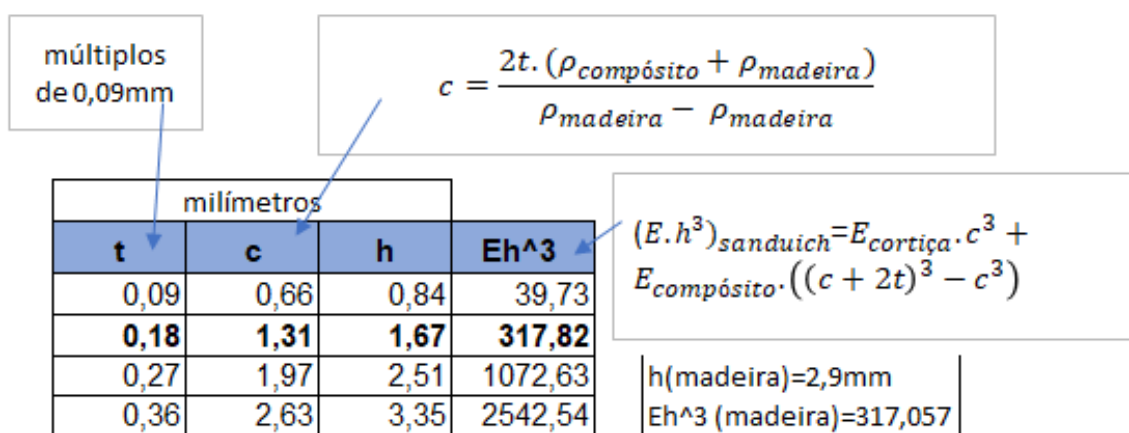 múltiplos
de 0,09mm
c = 2t. (ρcompósito + ρmadeira) / ρmadeira − ρmadeira
milímetros
t c h Eh^3
0,09 0,66 0,84 39,73
0,18 1,31 1,67 317,82
0,27 1,97 2,51 1072,63
0,36 2,63 3,35 2542,54
(E.h³)sanduich=Ecortiça.c³ +
Ecompósito.((c + 2t)³ − c³)
h(madeira)=2,9mm
Eh^3 (madeira)=317,057